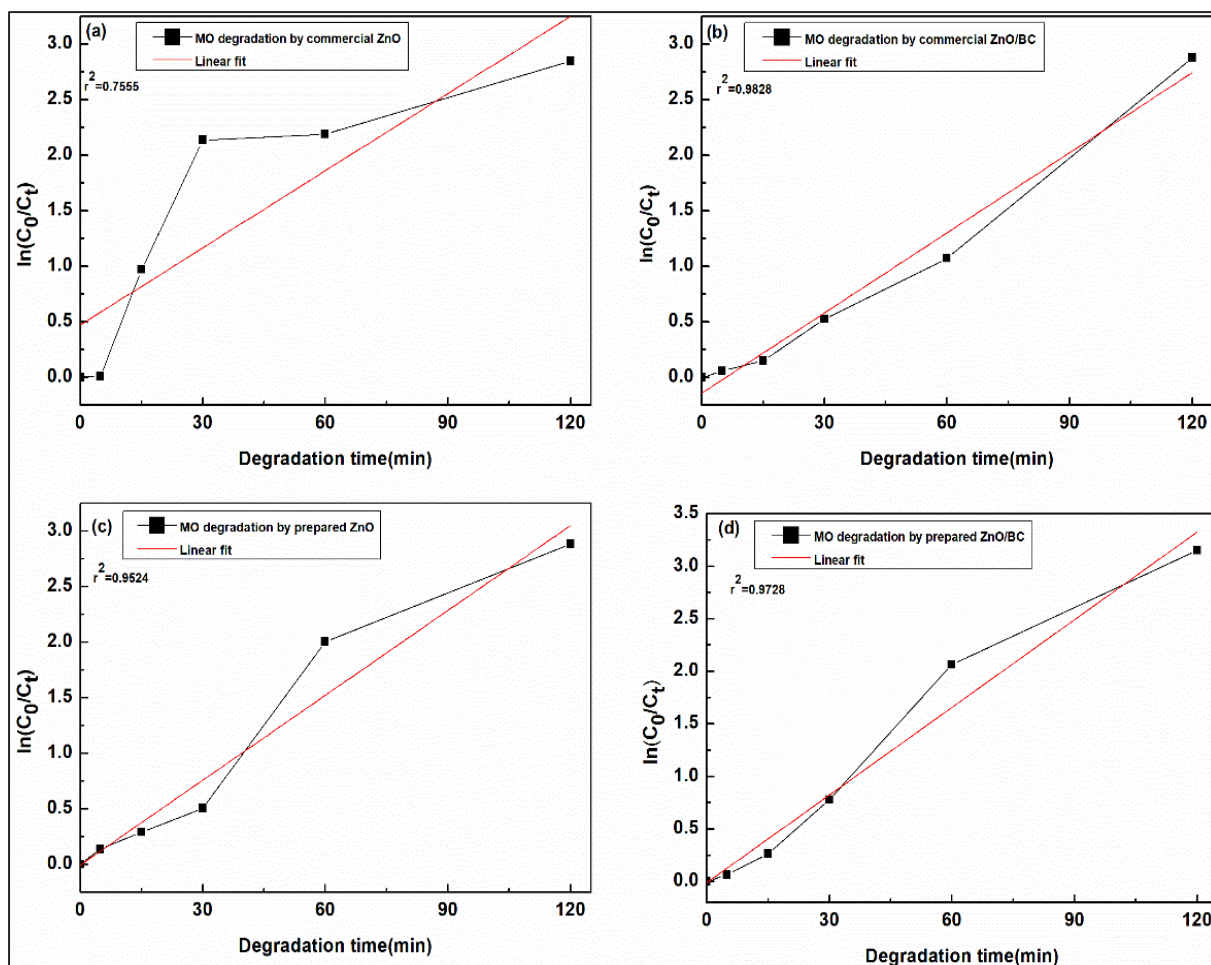 (a)
MO degradation by commercial ZnO
Linear fit
r²=0.7555
3.0
2.5
2.0
1.5
1.0
0.5
0.0
ln(C₀/Cₜ)
0 30 60 90 120
Degradation time(min)
(b)
MO degradation by commercial ZnO/BC
Linear fit
r²=0.9828
3.0
2.5
2.0
1.5
1.0
0.5
0.0
ln(C₀/Cₜ)
0 30 60 90 120
Degradation time(min)
(c)
MO degradation by prepared ZnO
Linear fit
r²=0.9524
3.0
2.5
2.0
1.5
1.0
0.5
0.0
ln(C₀/Cₜ)
0 30 60 90 120
Degradation time(min)
(d)
MO degradation by prepared ZnO/BC
Linear fit
r²=0.9728
3.5
3.0
2.5
2.0
1.5
1.0
0.5
0.0
ln(C₀/Cₜ)
0 30 60 90 120
Degradation time(min)